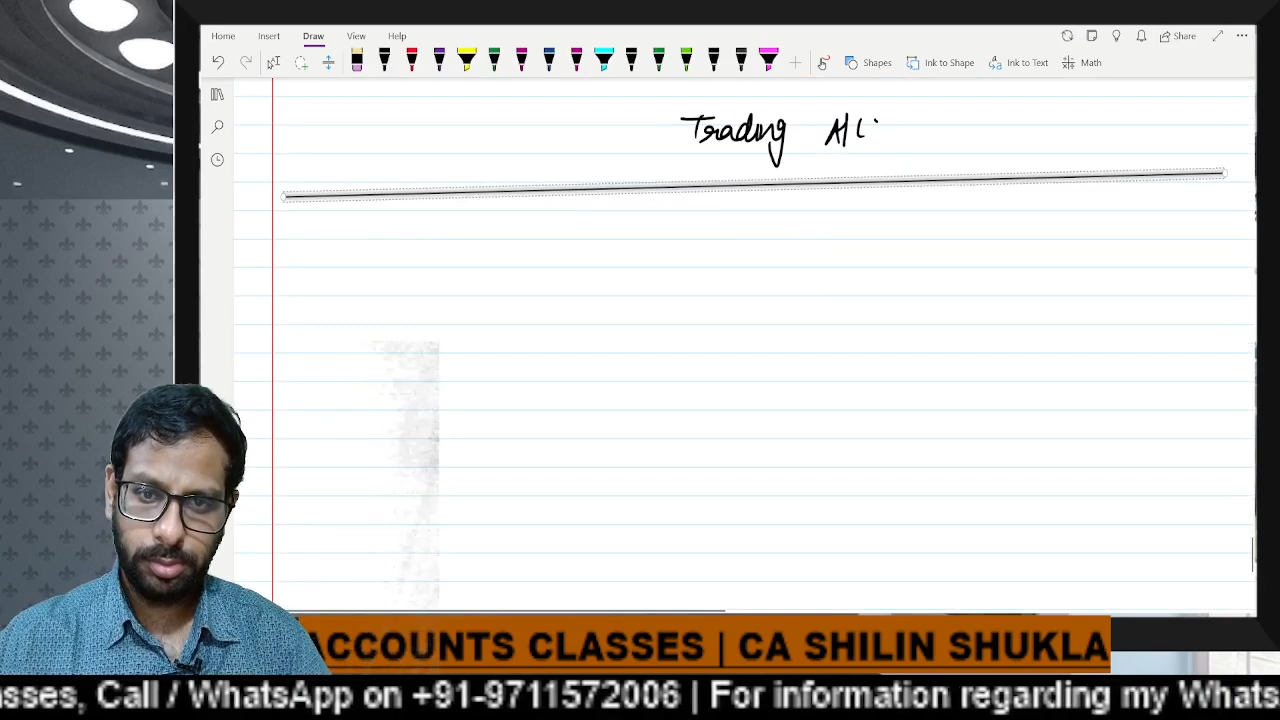 Home Insert Draw View Help
Share
Shapes Ink to Shape Ink to Text Math
Trading A/c
ACCOUNTS CLASSES | CA SHILIN SHUKLA
asses, Call / WhatsApp on +91-9711572006 | For information regarding my Whats